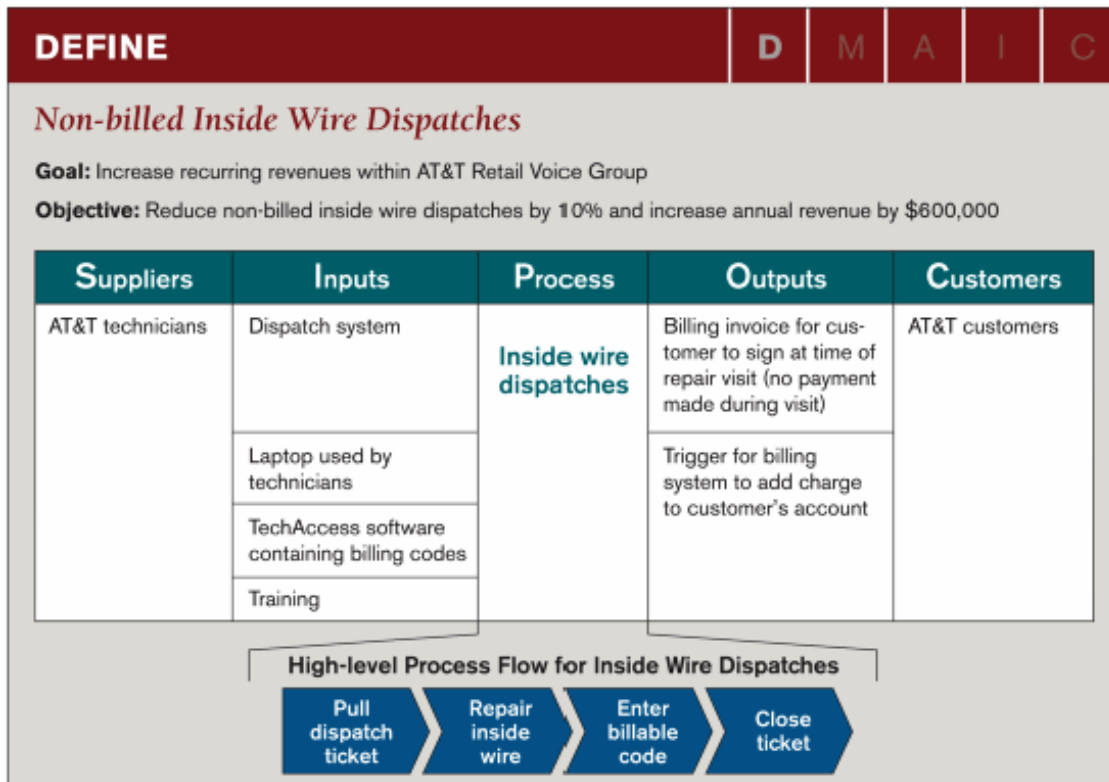 DEFINE
D M A I C
Non-billed Inside Wire Dispatches
Goal: Increase recurring revenues within AT&T Retail Voice Group
Objective: Reduce non-billed inside wire dispatches by 10% and increase annual revenue by $600,000
Suppliers
Inputs
Process
Outputs
Customers
AT&T technicians
Dispatch system
Laptop used by
technicians
TechAccess software
containing billing codes
Training
Inside wire
dispatches
Billing invoice for cus-
tomer to sign at time of
repair visit (no payment
made during visit)
Trigger for billing
system to add charge
to customer's account
AT&T customers
High-level Process Flow for Inside Wire Dispatches
Pull
dispatch
ticket
Repair
inside
wire
Enter
billable
code
Close
ticket